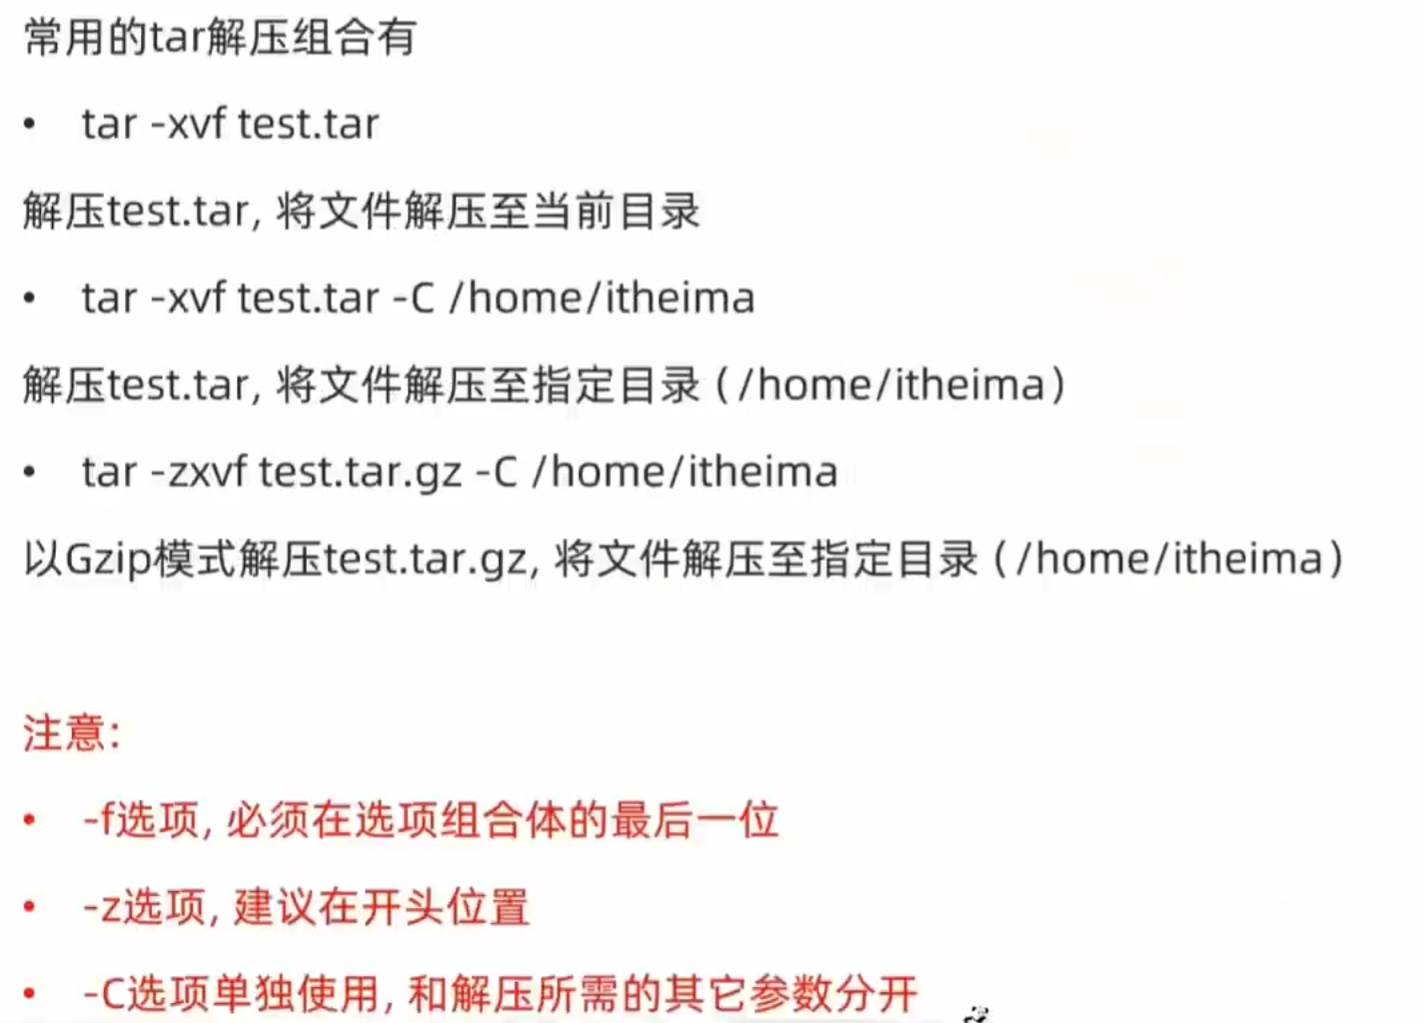 常用的tar解压组合有
• tar -xvf test.tar
解压test.tar, 将文件解压至当前目录
• tar -xvf test.tar -C /home/itheima
解压test.tar, 将文件解压至指定目录（/home/itheima）
• tar -zxvf test.tar.gz -C /home/itheima
以Gzip模式解压test.tar.gz, 将文件解压至指定目录（/home/itheima）
注意:
• -f选项, 必须在选项组合体的最后一位
• -z选项, 建议在开头位置
• -C选项单独使用, 和解压所需的其它参数分开